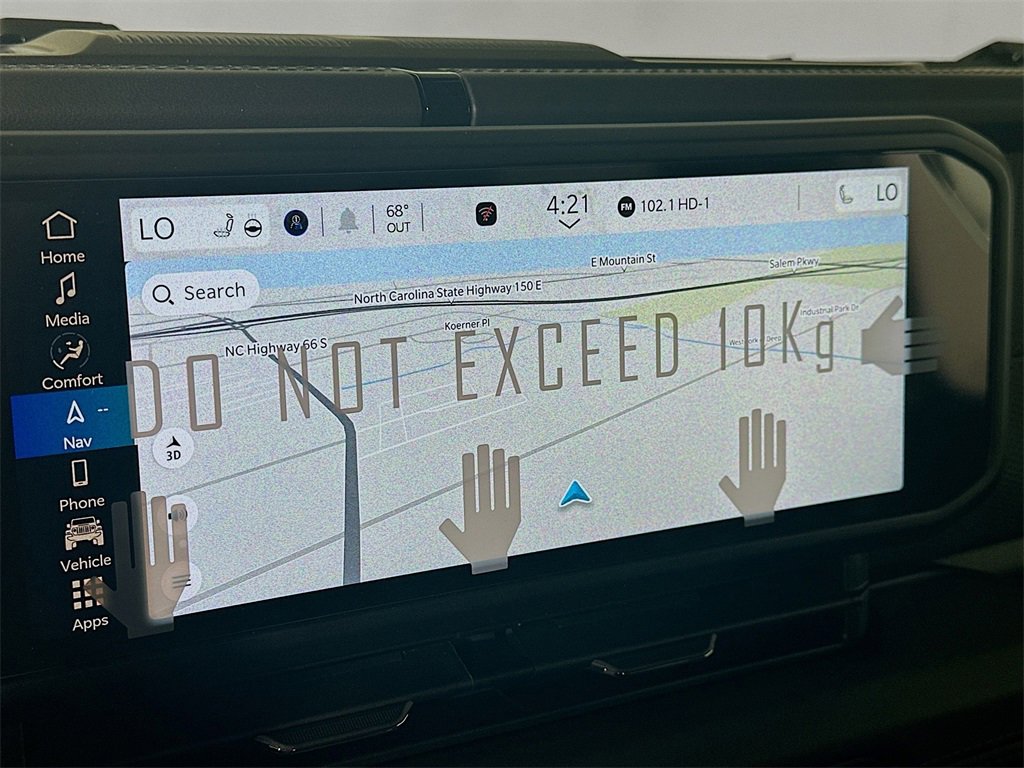 LO
68°
OUT
4:21
FM 102.1 HD-1
LO
Home
Search
E Mountain St
Salem Pkwy
North Carolina State Highway 150 E
Media
Koerner Pl
Industrial Park Dr
NC Highway 66 S
DO NOT EXCEED 10Kg
Comfort
--
Nav
3D
Phone
Vehicle
Apps